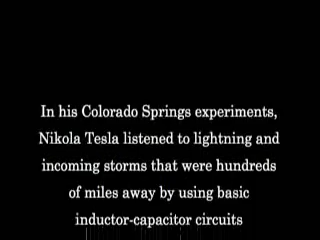 In his Colorado Springs experiments,
Nikola Tesla listened to lightning and
incoming storms that were hundreds
of miles away by using basic
inductor-capacitor circuits